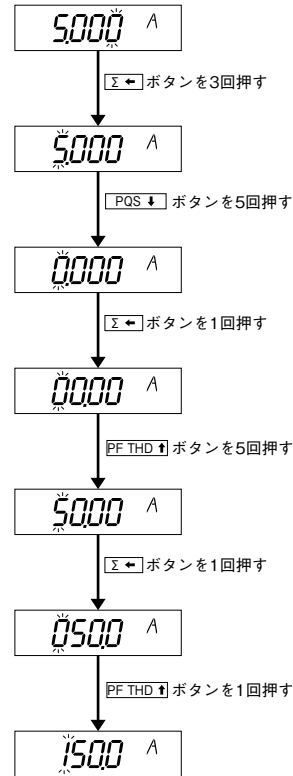 5.000 A
Σ ← ボタンを3回押す
5.000 A
PQS ↓ ボタンを5回押す
0.000 A
Σ ← ボタンを1回押す
00.00 A
PF THD ↑ ボタンを5回押す
50.00 A
Σ ← ボタンを1回押す
050.0 A
PF THD ↑ ボタンを1回押す
150.0 A